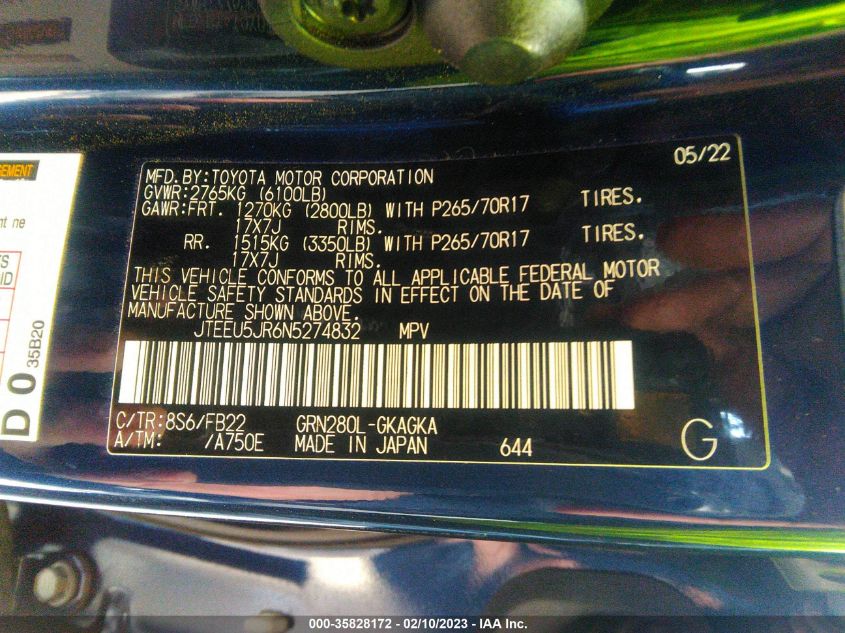 05/22
MFD. BY: TOYOTA MOTOR CORPORATION
GVWR: 2765KG (6100LB)
GAWR: FRT. 1270KG (2800LB) WITH P265/70R17 TIRES.
17X7J RIMS.
RR. 1515KG (3350LB) WITH P265/70R17 TIRES.
17X7J RIMS.
THIS VEHICLE CONFORMS TO ALL APPLICABLE FEDERAL MOTOR
VEHICLE SAFETY STANDARDS IN EFFECT ON THE DATE OF
MANUFACTURE SHOWN ABOVE.
JTEEU5JR6N5274832 MPV
C/TR: 8S6/FB22 GRN280L-GKAGKA
A/TM: /A750E MADE IN JAPAN 644
G
D 0 35B20
000-35828172 - 02/10/2023 - IAA Inc.